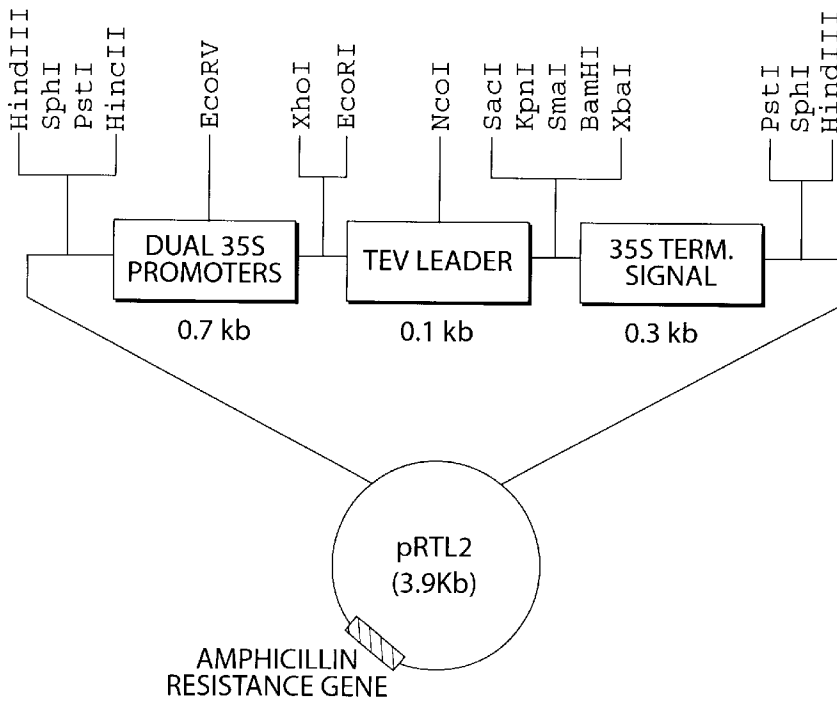 HindIII
SphI
PstI
HincII
EcoRV
XhoI
EcoRI
NcoI
SacI
KpnI
SmaI
BamHI
XbaI
PstI
SphI
HindIII
DUAL 35S
PROMOTERS
TEV LEADER
35S TERM.
SIGNAL
0.7 kb
0.1 kb
0.3 kb
pRTL2
(3.9Kb)
AMPHICILLIN
RESISTANCE GENE